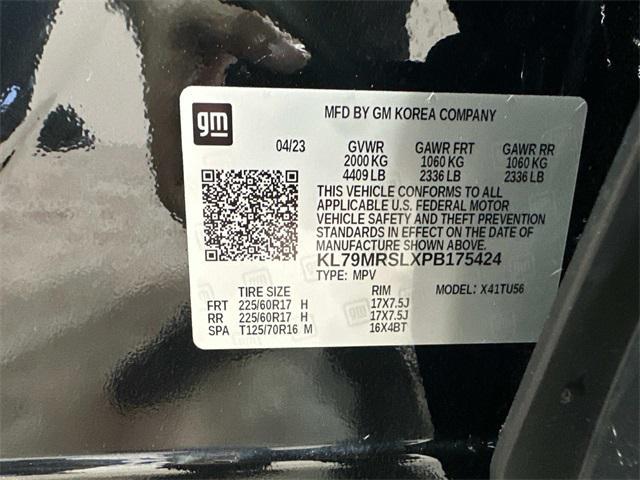 gm
MFD BY GM KOREA COMPANY
04/23 GVWR GAWR FRT GAWR RR
2000 KG 1060 KG 1060 KG
4409 LB 2336 LB 2336 LB
THIS VEHICLE CONFORMS TO ALL
APPLICABLE U.S. FEDERAL MOTOR
VEHICLE SAFETY AND THEFT PREVENTION
STANDARDS IN EFFECT ON THE DATE OF
MANUFACTURE SHOWN ABOVE.
KL79MRSLXPB175424
TYPE: MPV
TIRE SIZE RIM MODEL: X41TU56
FRT 225/60R17 H 17X7.5J
RR 225/60R17 H 17X7.5J
SPA T125/70R16 M 16X4BT